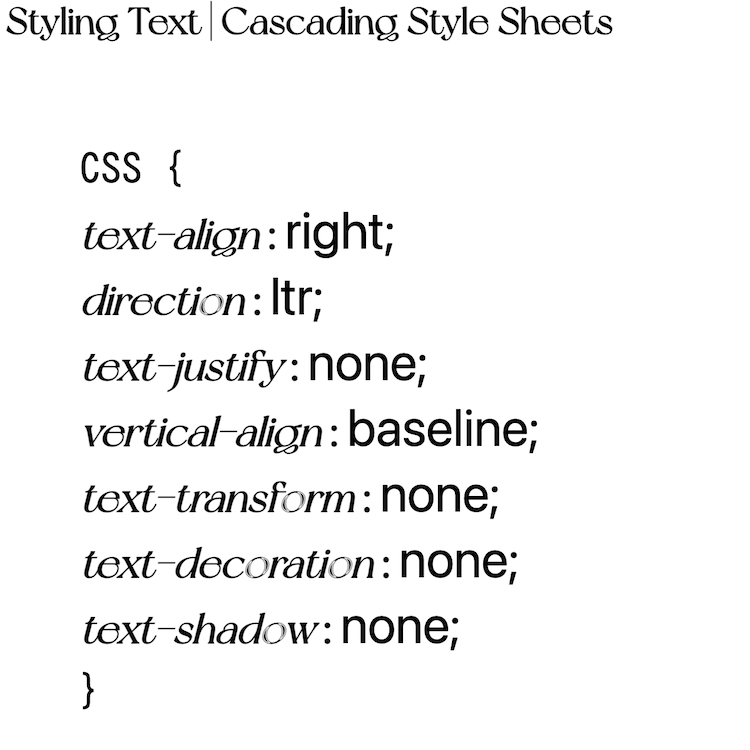 Styling Text | Cascading Style Sheets
CSS {
text-align: right;
direction: ltr;
text-justify: none;
vertical-align: baseline;
text-transform: none;
text-decoration: none;
text-shadow: none;
}